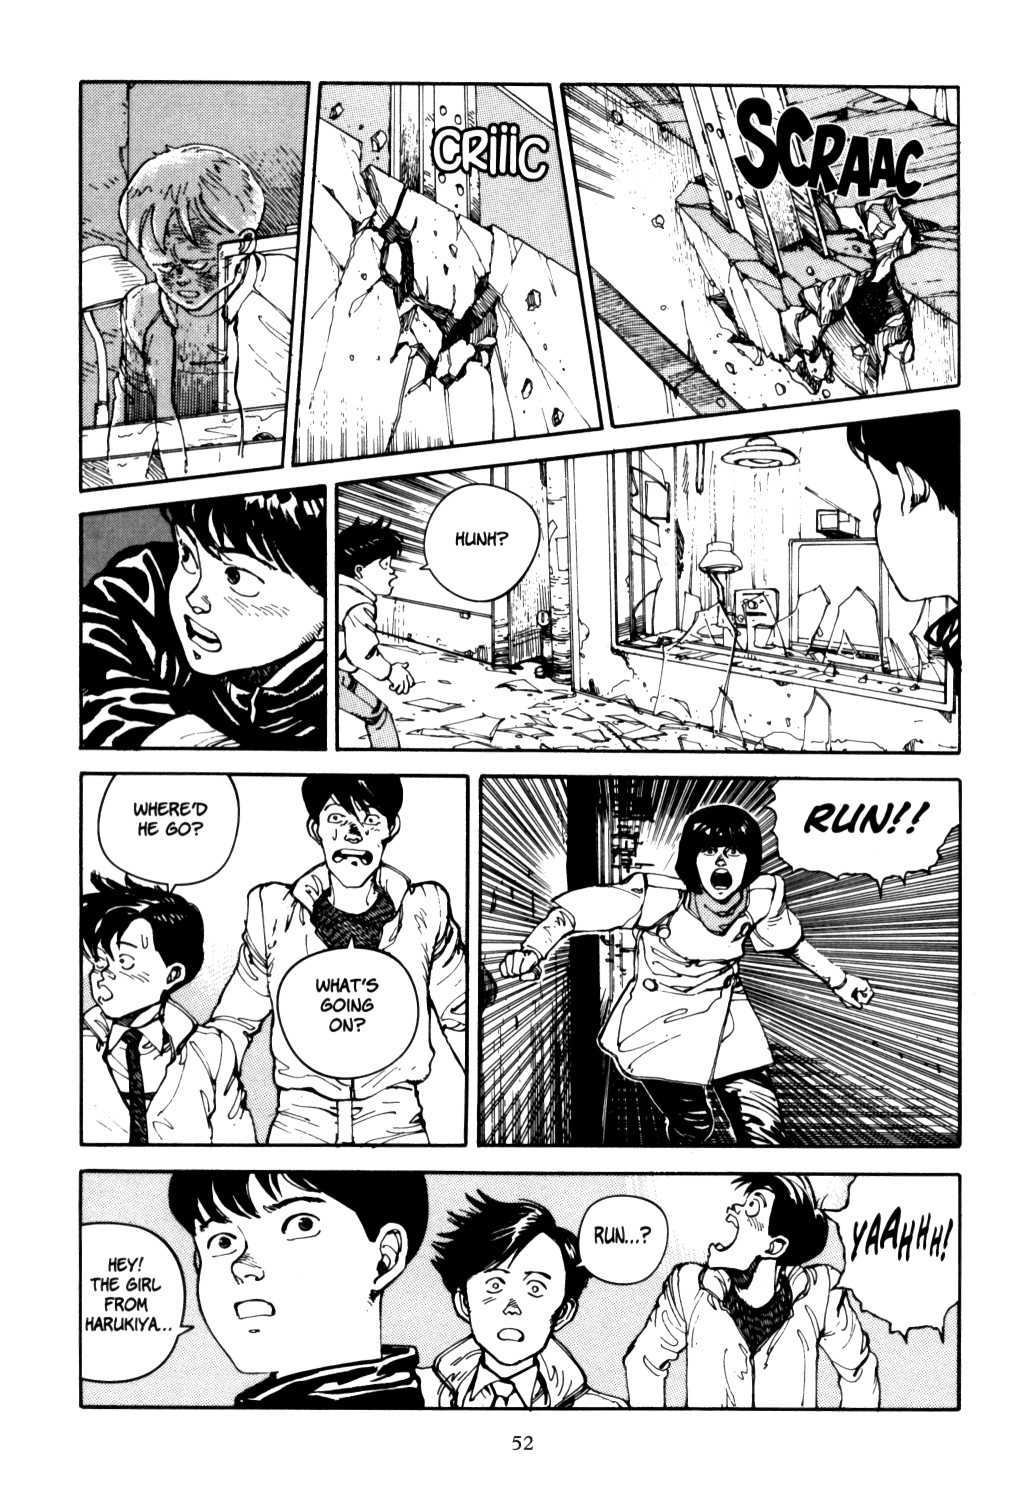 CRIIIC
SCRAAC
HUNH?
WHERE'D
HE GO?
WHAT'S
GOING
ON?
RUN!!
HEY!
THE GIRL
FROM
HARUKIYA...
RUN...?
YAAHHH!
52